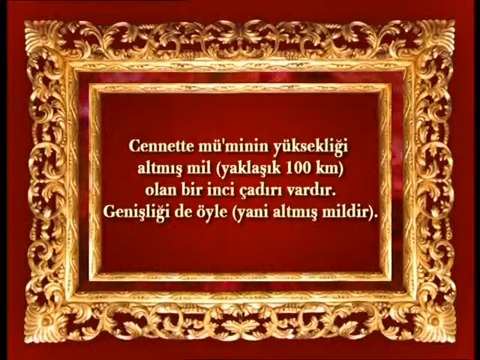 Cennette mü'minin yüksekliği
altmış mil (yaklaşık 100 km)
olan bir inci çadırı vardır.
Genişliği de öyle (yani altmış mildir).